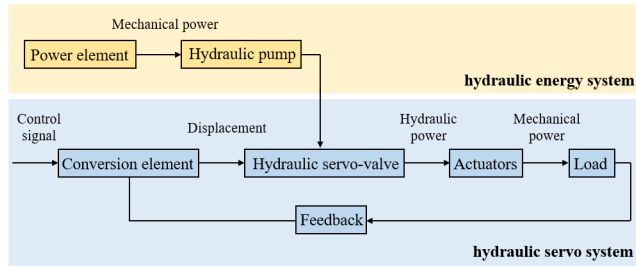 Mechanical power
Power element
Hydraulic pump
hydraulic energy system
Control
signal
Displacement
Hydraulic
power
Mechanical
power
Conversion element
Hydraulic servo-valve
Actuators
Load
Feedback
hydraulic servo system